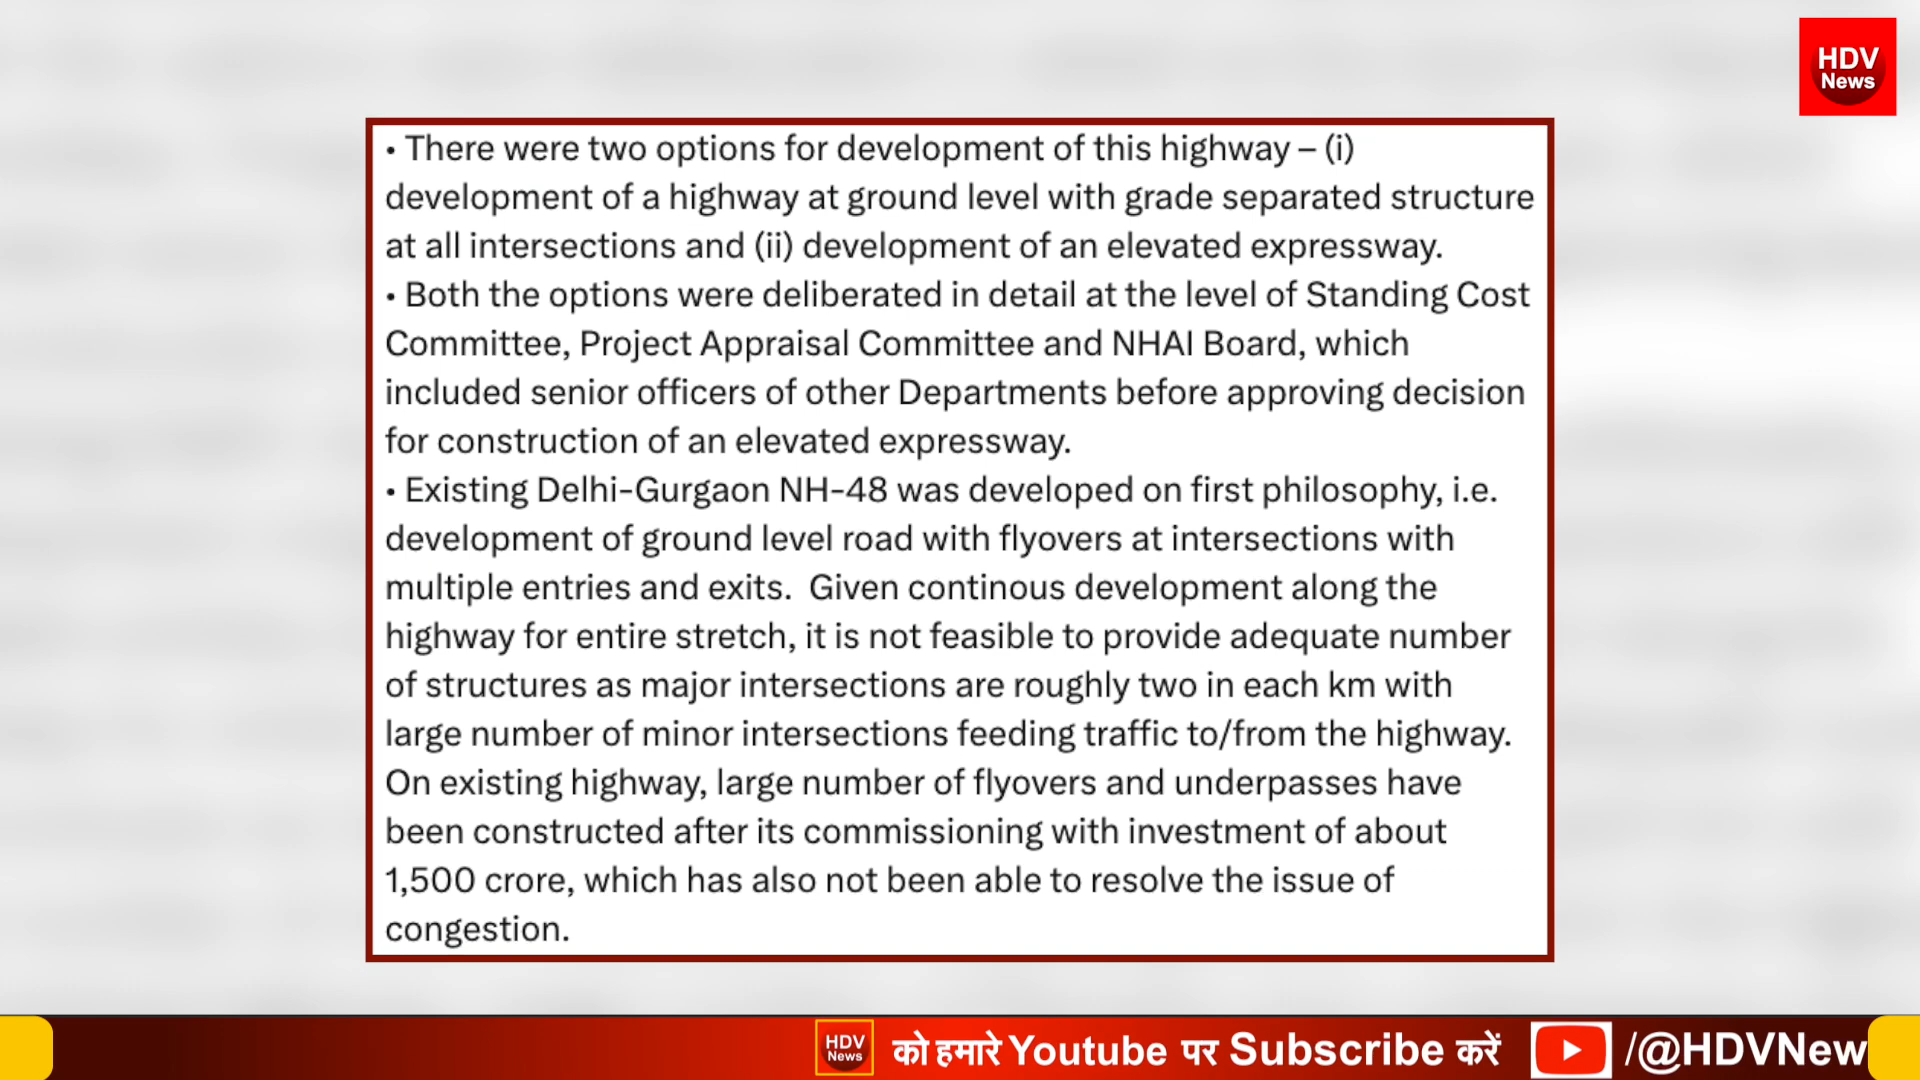 HDV
News
• There were two options for development of this highway – (i)
development of a highway at ground level with grade separated structure
at all intersections and (ii) development of an elevated expressway.
• Both the options were deliberated in detail at the level of Standing Cost
Committee, Project Appraisal Committee and NHAI Board, which
included senior officers of other Departments before approving decision
for construction of an elevated expressway.
• Existing Delhi-Gurgaon NH-48 was developed on first philosophy, i.e.
development of ground level road with flyovers at intersections with
multiple entries and exits.  Given continous development along the
highway for entire stretch, it is not feasible to provide adequate number
of structures as major intersections are roughly two in each km with
large number of minor intersections feeding traffic to/from the highway.
On existing highway, large number of flyovers and underpasses have
been constructed after its commissioning with investment of about
1,500 crore, which has also not been able to resolve the issue of
congestion.
HDV
News
को हमारे Youtube पर Subscribe करें /@HDVNew